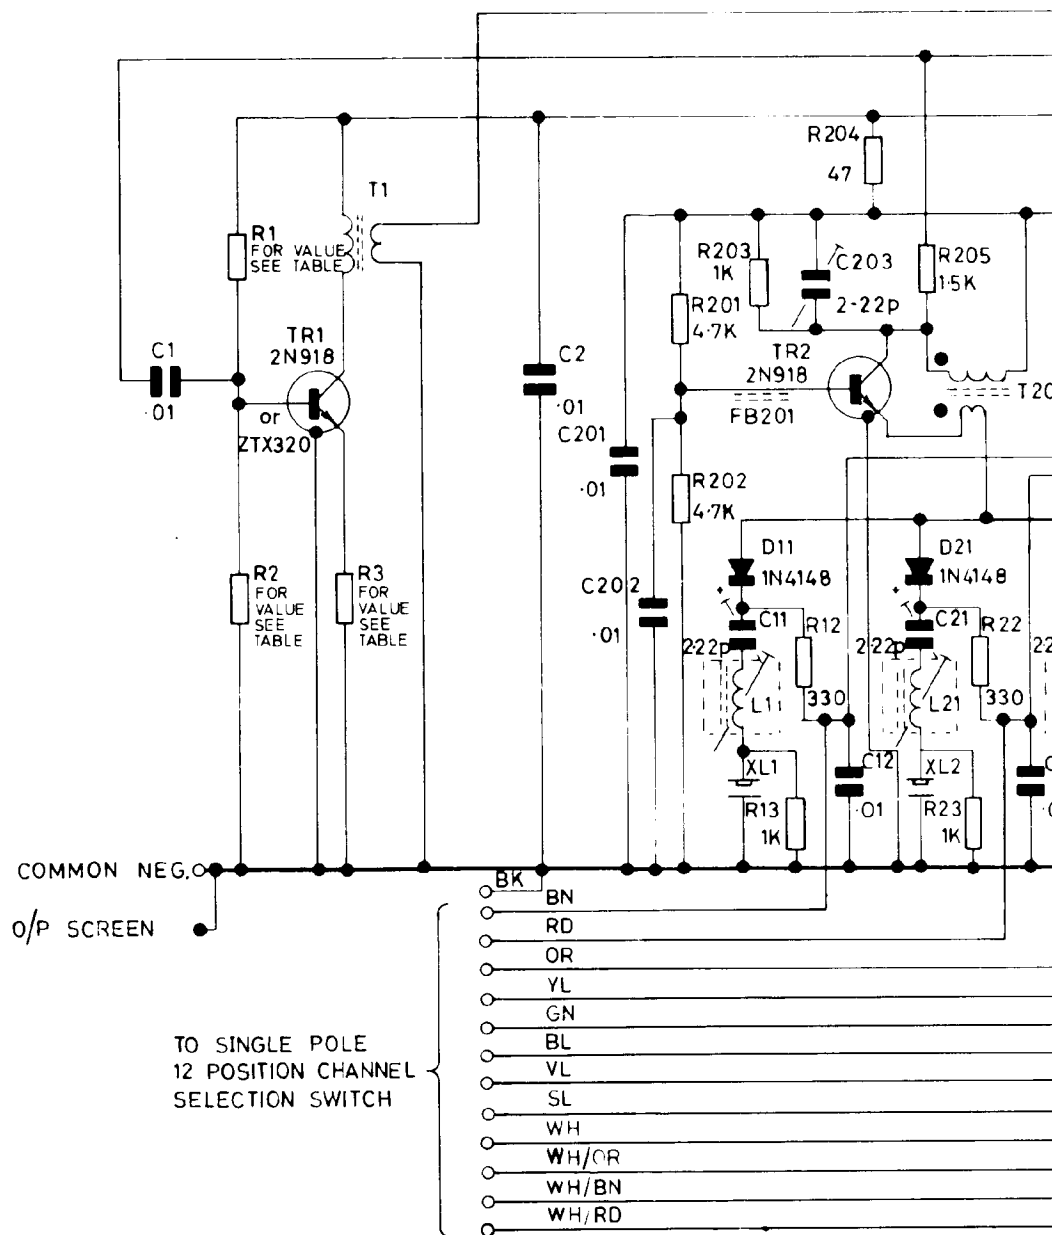 R204
47
T1
R1
FOR VALUE
SEE TABLE
R203
1K
C203
2-22p
R205
1·5K
R201
4·7K
TR1
2N918
or
ZTX320
C1
·01
C2
·01
TR2
2N918
FB201
T20
C201
·01
R202
4·7K
D11
1N4148
D21
1N4148
R2
FOR
VALUE
SEE
TABLE
R3
FOR
VALUE
SEE
TABLE
C202
·01
+
C11
2·22p
R12
330
+
C21
2·22p
R22
330
22
L11
L21
XL1
C12
·01
XL2
R13
1K
R23
1K
COMMON NEG.
O/P SCREEN
BK
BN
RD
OR
YL
GN
BL
VL
SL
WH
WH/OR
WH/BN
WH/RD
TO SINGLE POLE
12 POSITION CHANNEL
SELECTION SWITCH